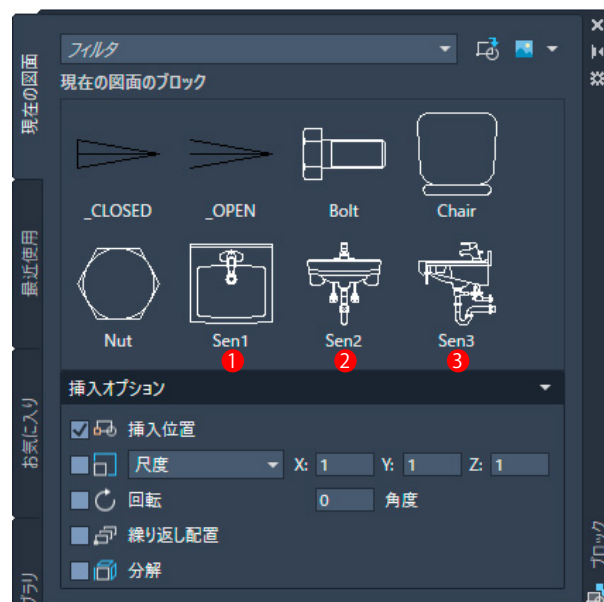 現在の図面
最近使用
お気に入り
フィルタ
現在の図面のブロック
_CLOSED _OPEN Bolt Chair
Nut Sen1 Sen2 Sen3
1 2 3
挿入オプション
挿入位置
尺度 X: 1 Y: 1 Z: 1
回転 0 角度
繰り返し配置
分解
ブロック